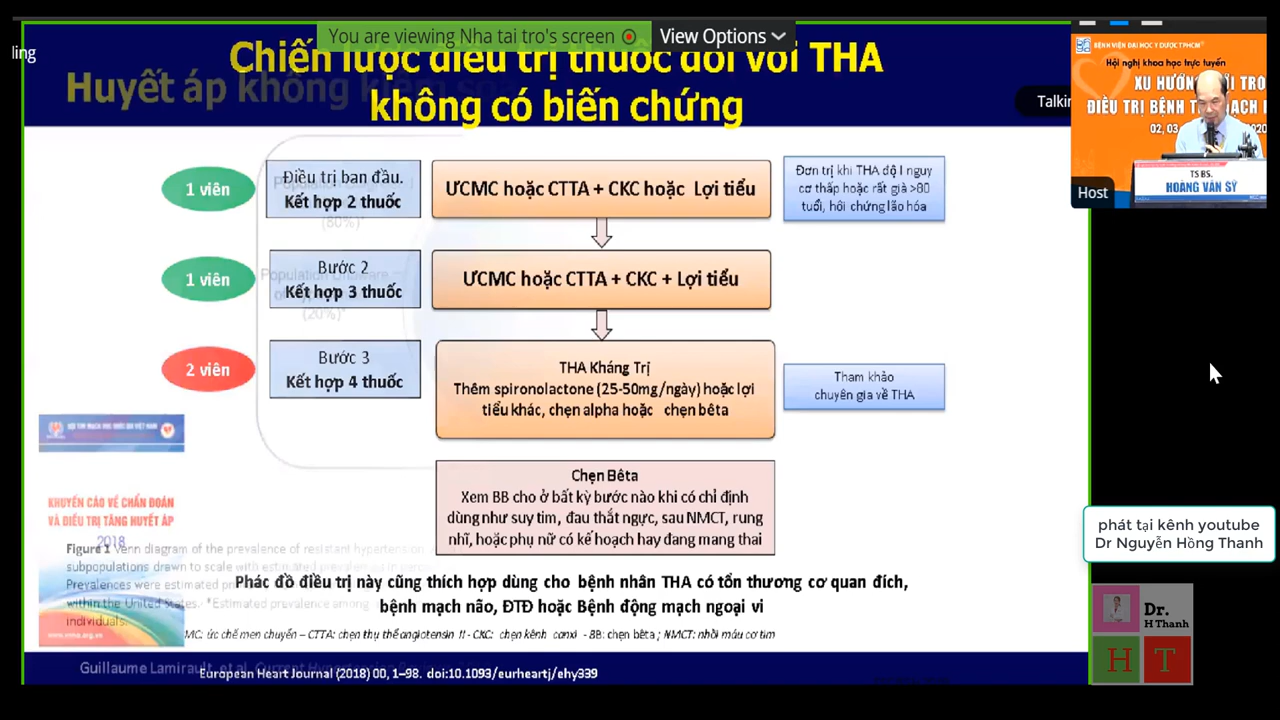 You are viewing Nha tai tro's screen
View Options
ling
Chiến lược điều trị thuốc đối với THA
không có biến chứng
Huyết áp không
Talkin
BỆNH VIỆN ĐẠI HỌC Y DƯỢC TPHCM
Hội nghị khoa học trực tuyến
XU HƯỚNG
ĐIỀU TRỊ BỆNH
02, 03
TS BS.
HOÀNG VĂN SỸ
Host
1 viên
Điều trị ban đầu.
Kết hợp 2 thuốc
ƯCMC hoặc CTTA + CKC hoặc Lợi tiểu
Đơn trị khi THA độ I nguy
cơ thấp hoặc rất già >80
tuổi, hội chứng lão hóa
(80%)*
1 viên
Bước 2
Kết hợp 3 thuốc
ƯCMC hoặc CTTA + CKC + Lợi tiểu
(20%)*
2 viên
Bước 3
Kết hợp 4 thuốc
THA Kháng Trị
Thêm spironolactone (25-50mg/ngày) hoặc lợi
tiểu khác, chẹn alpha hoặc chẹn bêta
Tham khảo
chuyên gia về THA
Chẹn Bêta
Xem BB cho ở bất kỳ bước nào khi có chỉ định
dùng như suy tim, đau thắt ngực, sau NMCT, rung
nhĩ, hoặc phụ nữ có kế hoạch hay đang mang thai
KHUYẾN CÁO VỀ CHẨN ĐOÁN
VÀ ĐIỀU TRỊ TĂNG HUYẾT ÁP
2018
Figure 1 Venn diagram of the prevalence of resistant hypertension
subpopulations drawn to scale with estimated
Prevalences were estimated
within the United States. *Estimated prevalence among
individuals.
www.vnha.org.vn
Phác đồ điều trị này cũng thích hợp dùng cho bệnh nhân THA có tổn thương cơ quan đích,
bệnh mạch não, ĐTĐ hoặc Bệnh động mạch ngoại vi
MC: ức chế men chuyển – CTTA: chẹn thụ thể angiotensin II - CKC: chẹn kênh canxi - BB: chẹn bêta ; NMCT: nhồi máu cơ tim
Guillaume Lamirault, et al. Current Hypertension
European Heart Journal (2018) 00, 1–98. doi:10.1093/eurheartj/ehy339
phát tại kênh youtube
Dr Nguyễn Hồng Thanh
Dr.
H Thanh
H T